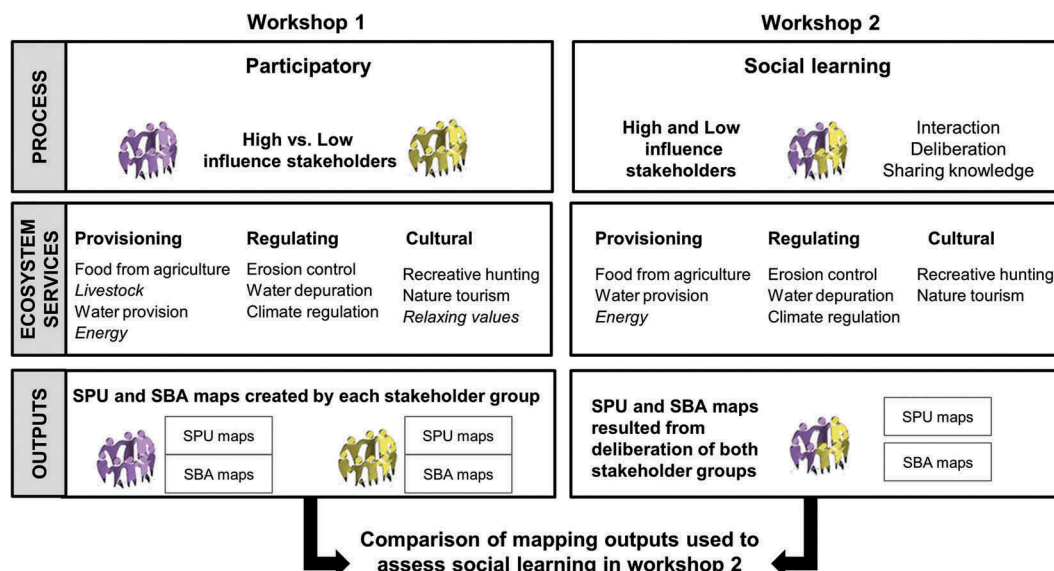 Workshop 1
Workshop 2
PROCESS
Participatory
High vs. Low
influence stakeholders
Social learning
High and Low
influence
stakeholders
Interaction
Deliberation
Sharing knowledge
ECOSYSTEM
SERVICES
Provisioning
Food from agriculture
Livestock
Water provision
Energy
Regulating
Erosion control
Water depuration
Climate regulation
Cultural
Recreative hunting
Nature tourism
Relaxing values
Provisioning
Food from agriculture
Water provision
Energy
Regulating
Erosion control
Water depuration
Climate regulation
Cultural
Recreative hunting
Nature tourism
OUTPUTS
SPU and SBA maps created by each stakeholder group
SPU maps
SBA maps
SPU maps
SBA maps
SPU and SBA maps
resulted from
deliberation of both
stakeholder groups
SPU maps
SBA maps
Comparison of mapping outputs used to
assess social learning in workshop 2